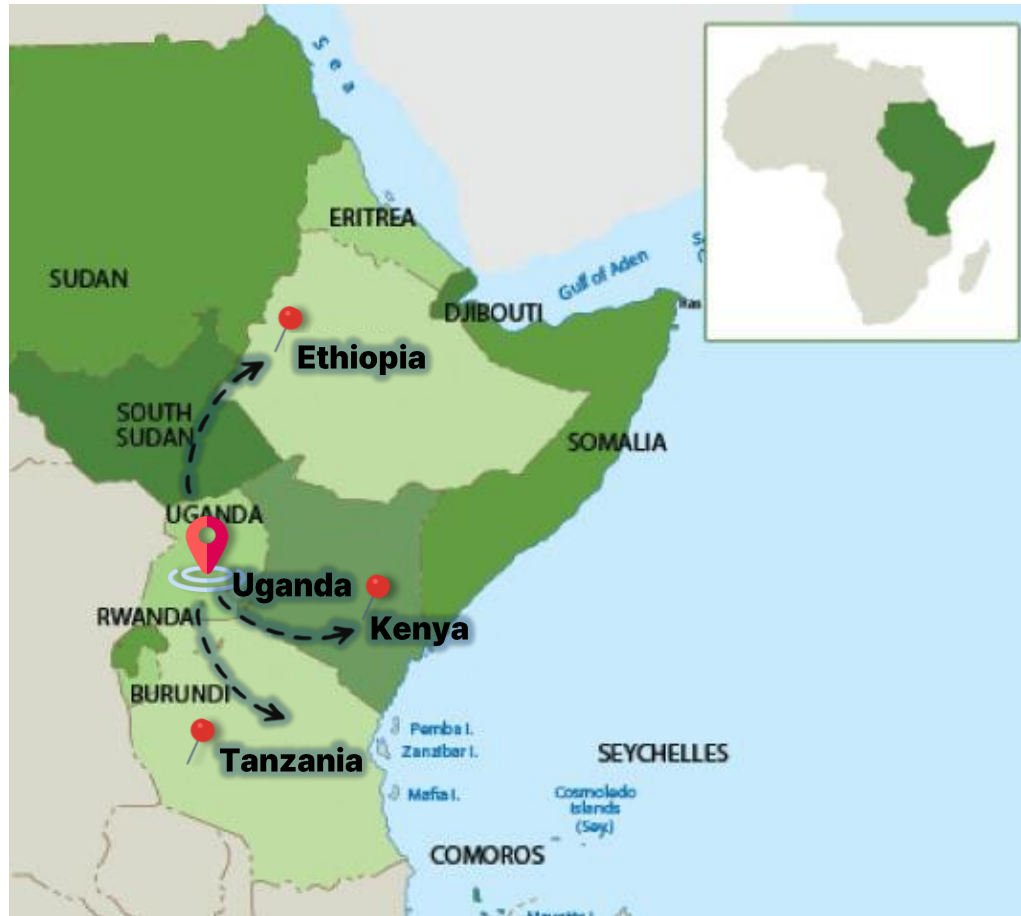 Sea
ERITREA
SUDAN
Gulf of Aden
DJIBOUTI
Ras
Ethiopia
SOUTH
SUDAN
SOMALIA
UGANDA
Uganda
RWANDA
Kenya
BURUNDI
Pemba I.
Zanzibar I.
Tanzania
SEYCHELLES
Mafia I.
Cosmoledo
Islands
(Sey.)
COMOROS